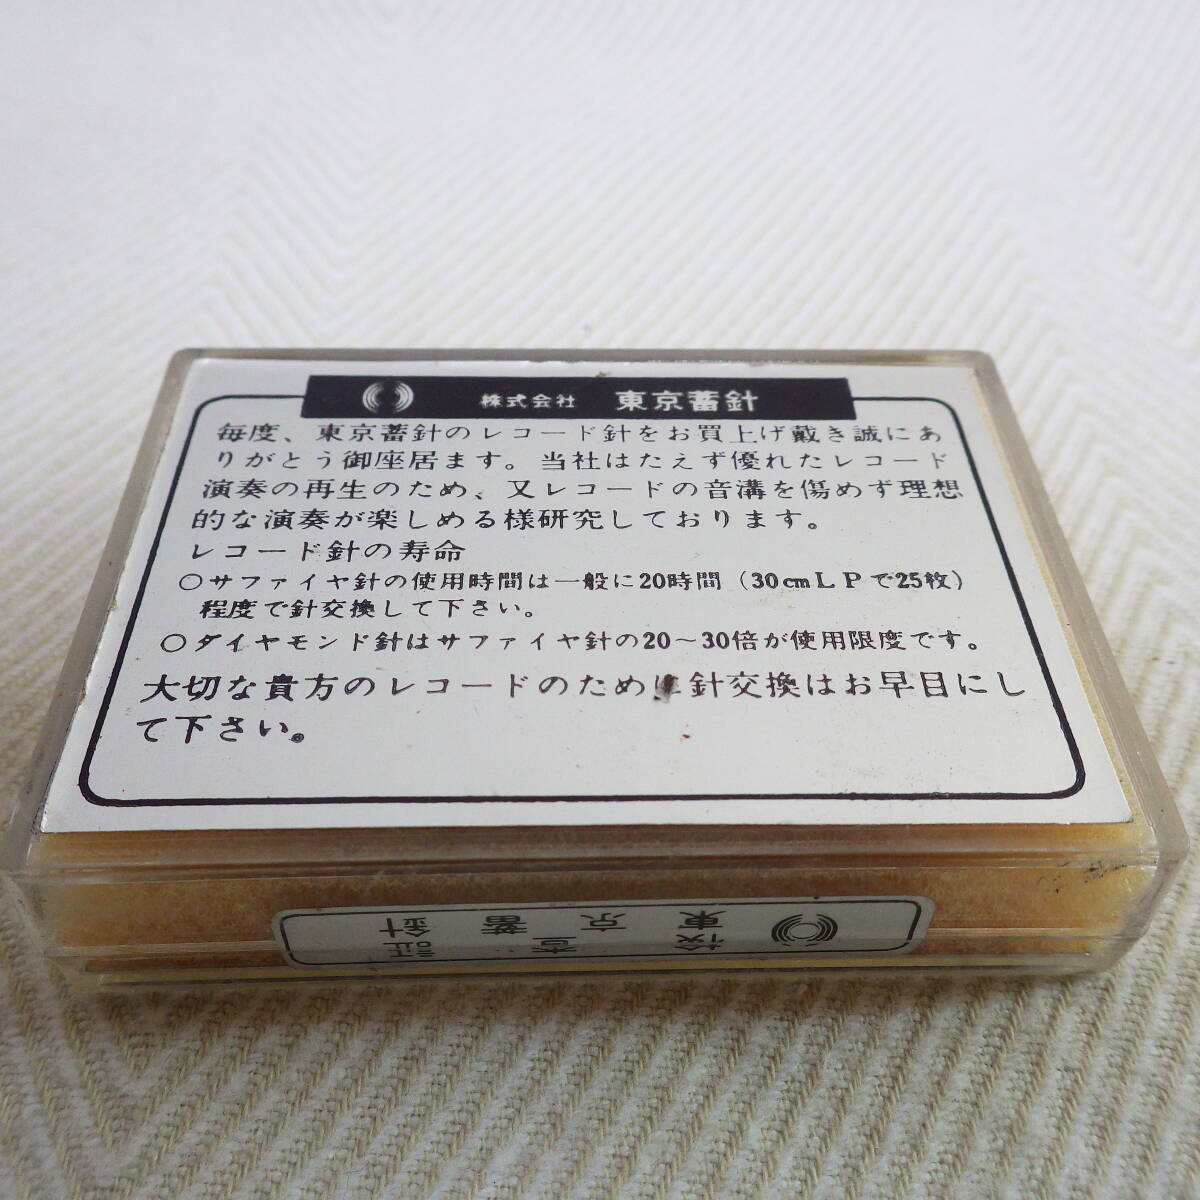 株式会社 東京蓄針
毎度、東京蓄針のレコード針をお買上げ戴き誠にあ
りがとう御座居ます。当社はたえず優れたレコード
演奏の再生のため、又レコードの音溝を傷めず理想
的な演奏が楽しめる様研究しております。
レコード針の寿命
○サファイヤ針の使用時間は一般に20時間(30cmLPで25枚)
程度で針交換して下さい。
○ダイヤモンド針はサファイヤ針の20～30倍が使用限度です。
大切な貴方のレコードのために針交換はお早目にし
て下さい。
検査証
東京蓄針